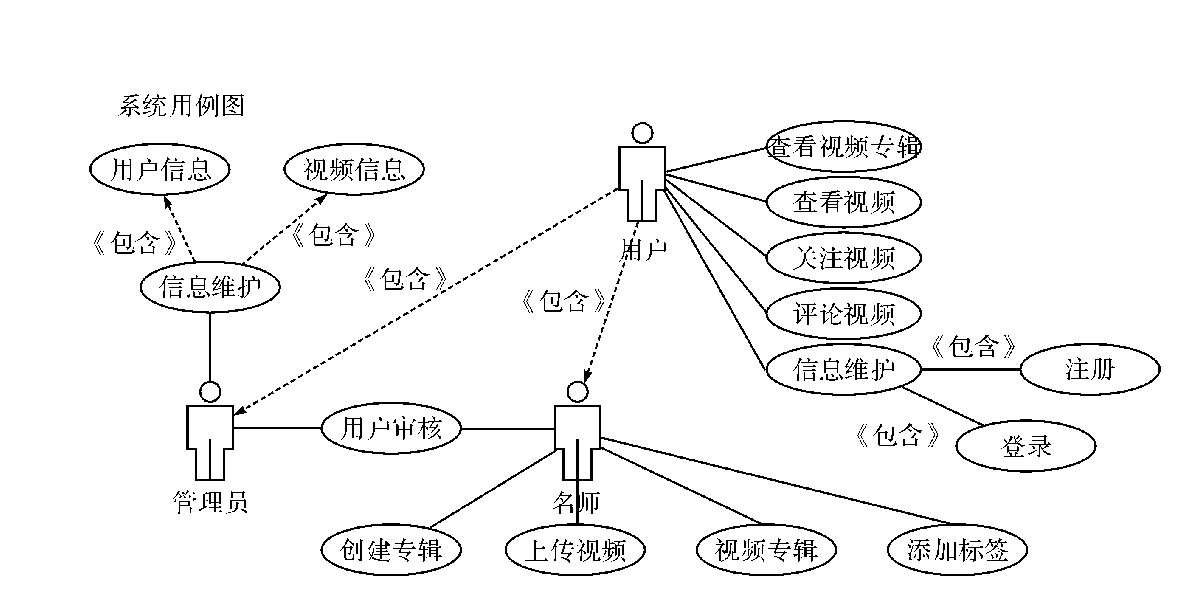 系统用例图
查看视频专辑
用户信息
视频信息
查看视频
《包含》
《包含》
用户
关注视频
《包含》
信息维护
《包含》
评论视频
《包含》
信息维护
注册
用户审核
《包含》
登录
管理员
名师
创建专辑
上传视频
视频专辑
添加标签